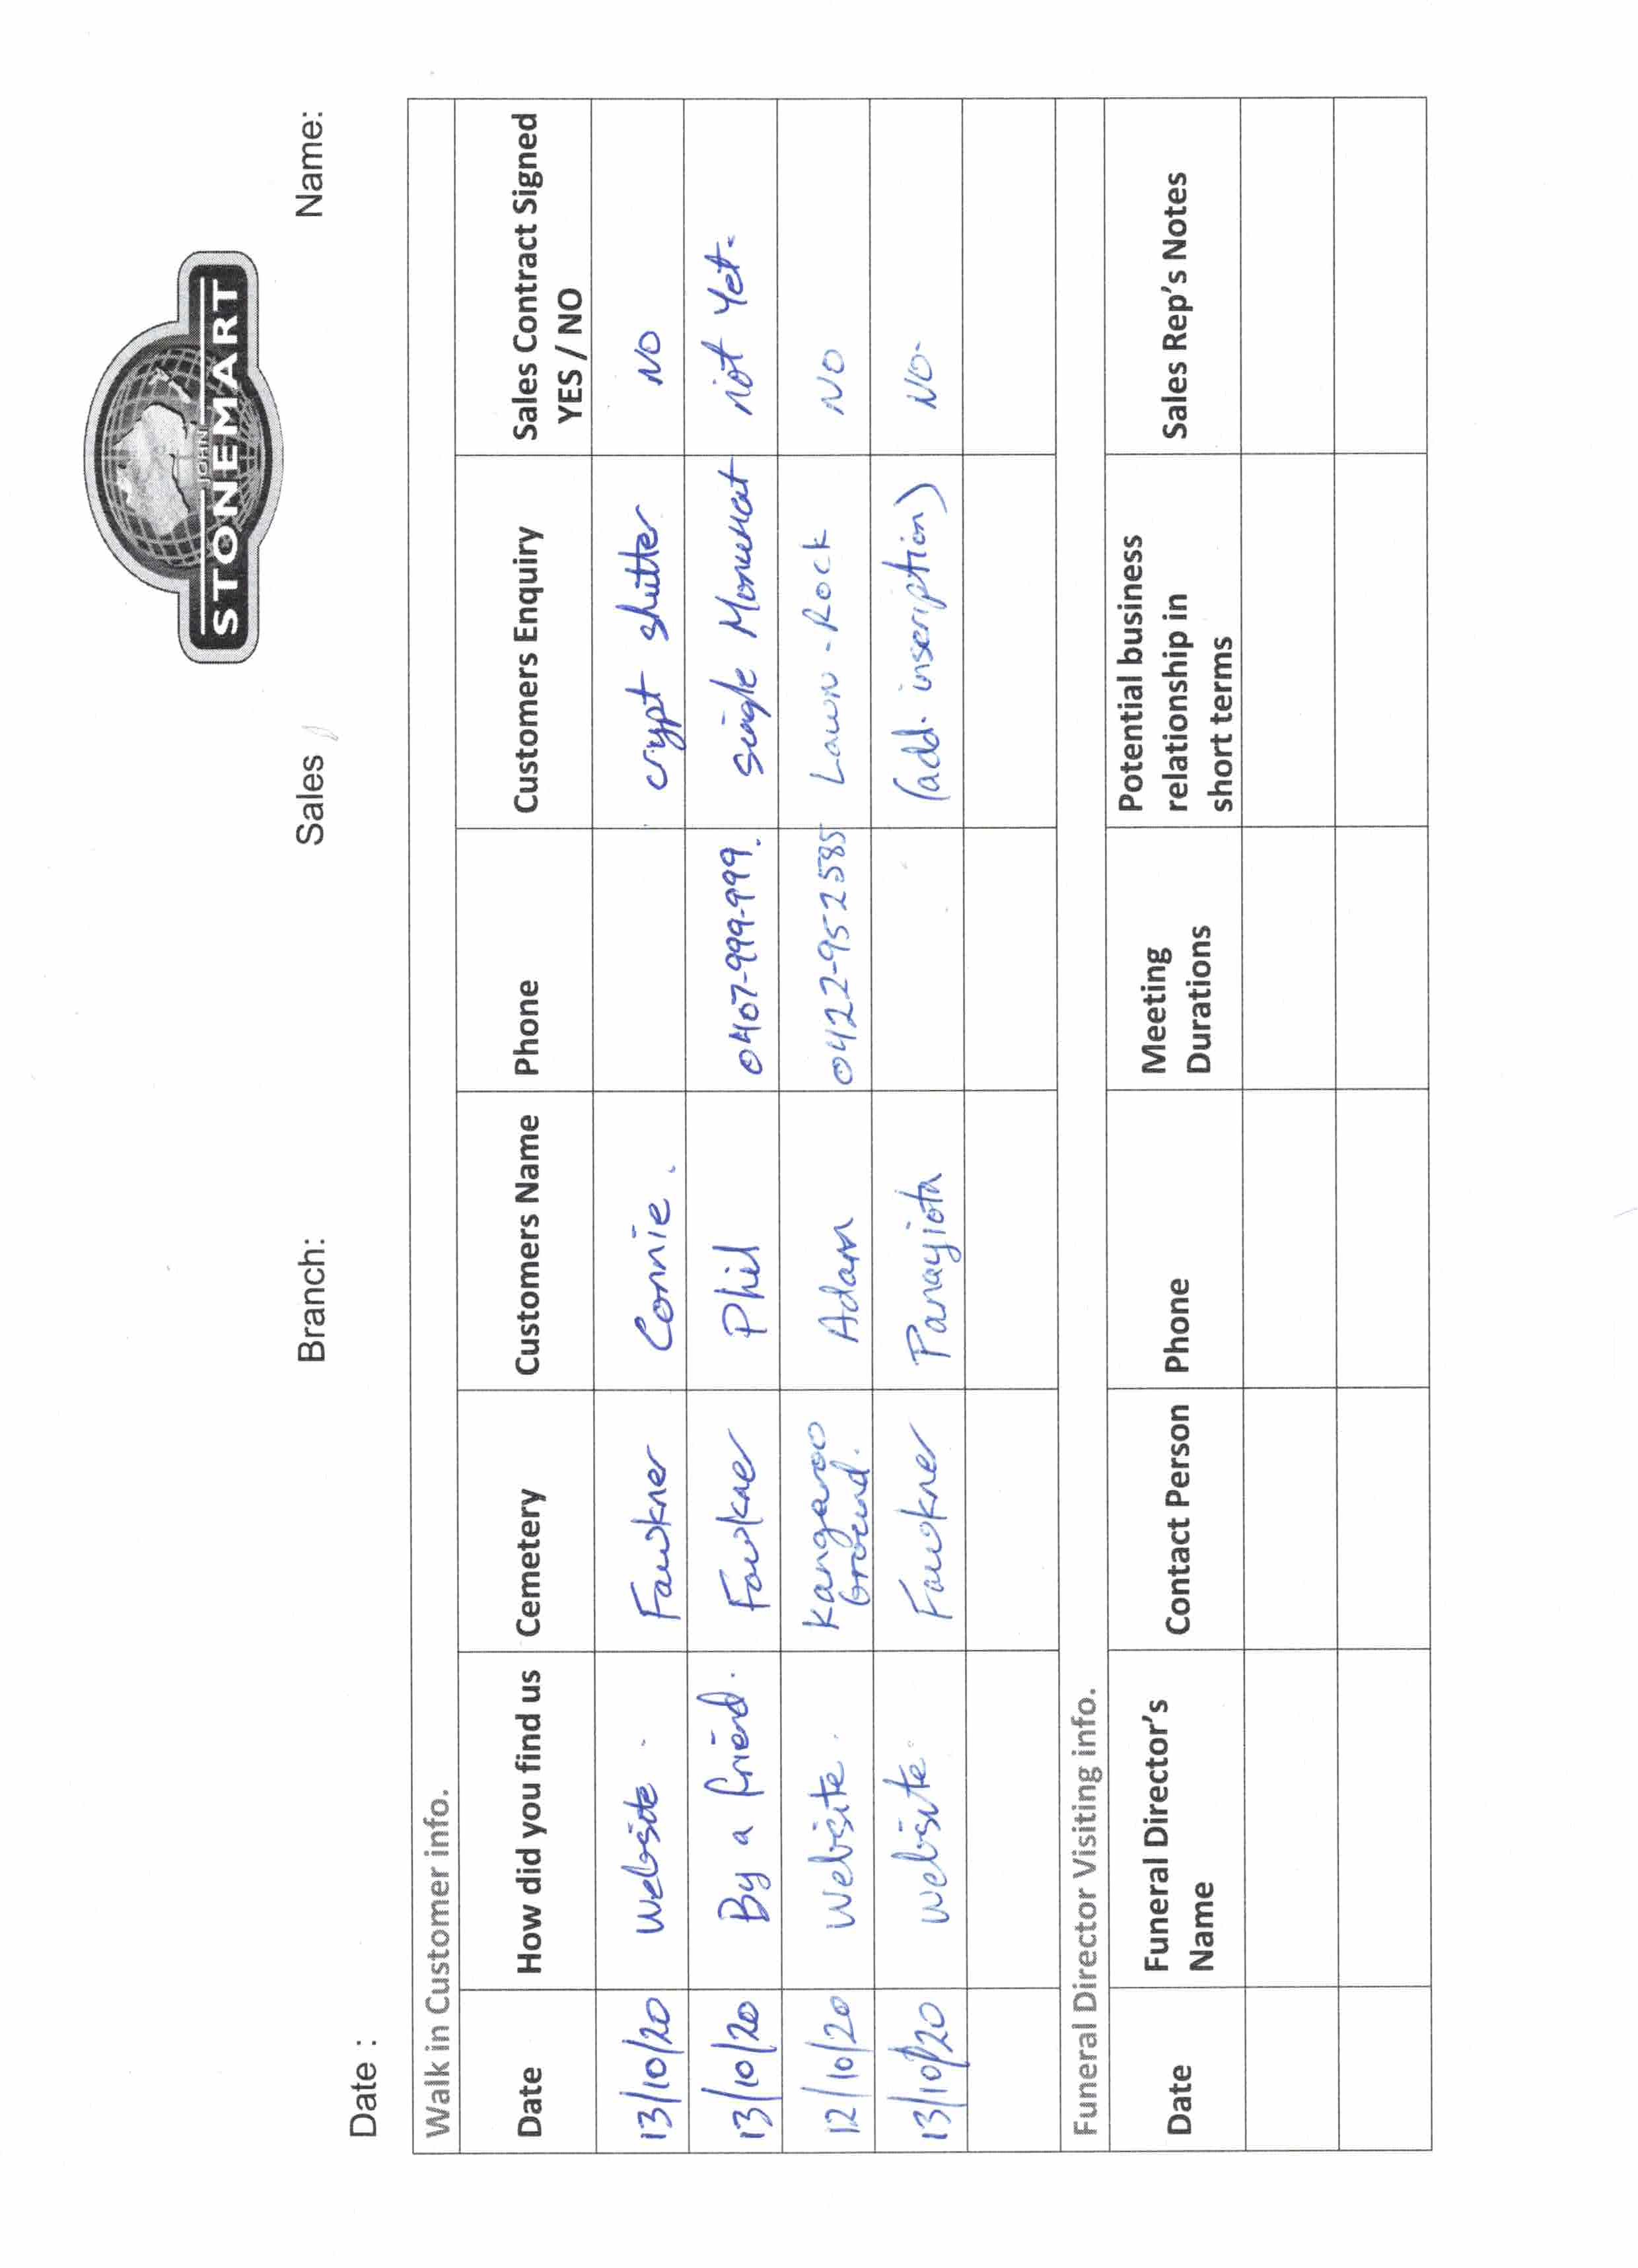 JOHN
STONEMART
Branch: Sales Name:
Date :
Walk in Customer info.
Date How did you find us Cemetery Customers Name Phone Customers Enquiry Sales Contract Signed
YES / NO
13/10/20 Website. Fawkner Connie. crypt shutter NO
13/10/20 By a friend. Fawkner Phil 0407-999-999. Single Monumat not Yet.
12/10/20 Website. Kangaroo Adam 0422-952585 Lawn-Rock NO
Ground.
13/10/20 Website Fawkner Panayiota (add. inscription) NO.
Funeral Director Visiting info.
Date Funeral Director's Contact Person Phone Meeting Potential business Sales Rep's Notes
Name Durations relationship in
short terms